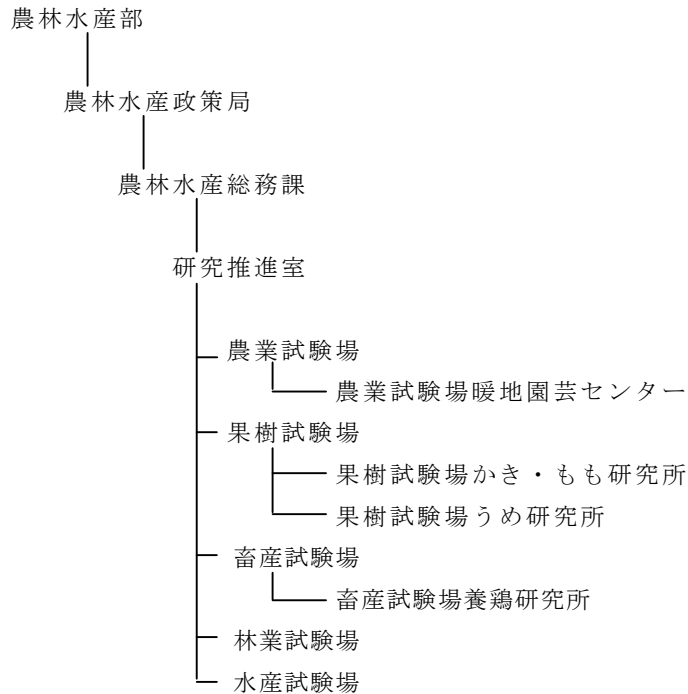 農林水産部
農林水産政策局
農林水産総務課
研究推進室
農業試験場
農業試験場暖地園芸センター
果樹試験場
果樹試験場かき・もも研究所
果樹試験場うめ研究所
畜産試験場
畜産試験場養鶏研究所
林業試験場
水産試験場